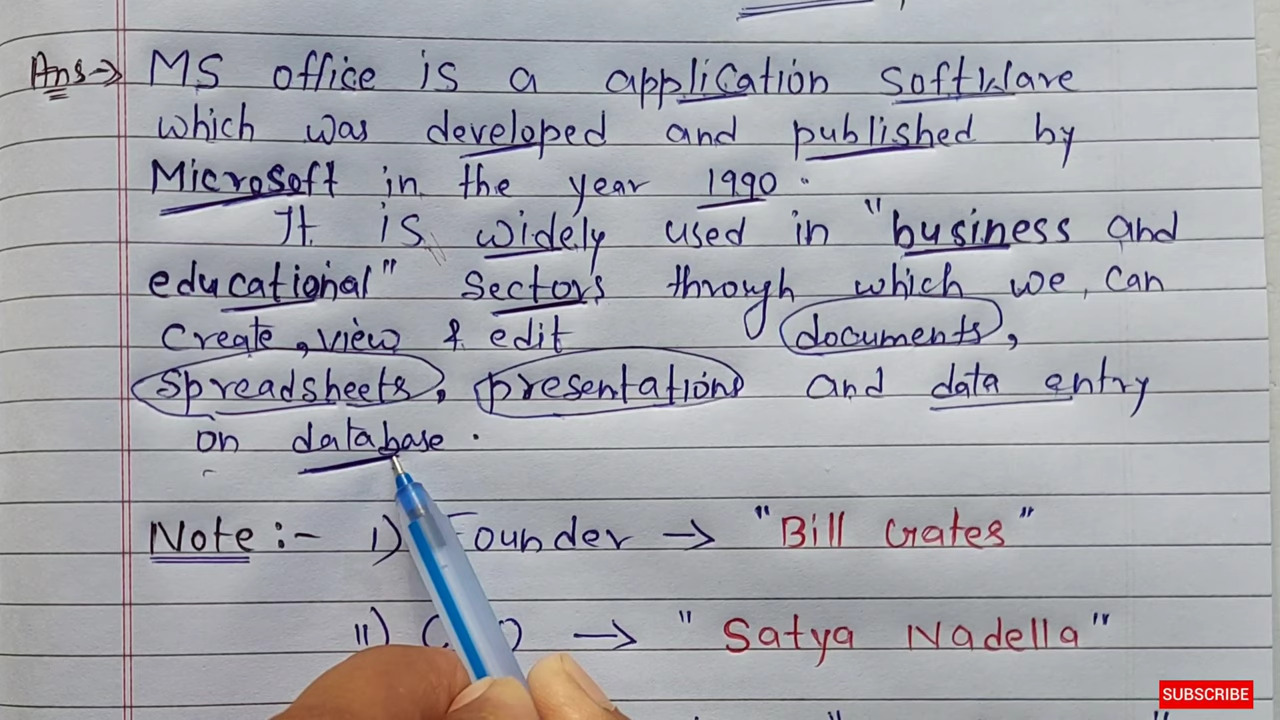 Ans→ MS office is a application software
which was developed and published by
Microsoft in the year 1990.
It is widely used in "business and
educational" sectors through which we can
create, view & edit documents,
spreadsheets, presentations and data entry
on database.
Note :- i) Founder → "Bill Gates"
ii) → "Satya Nadella"
SUBSCRIBE